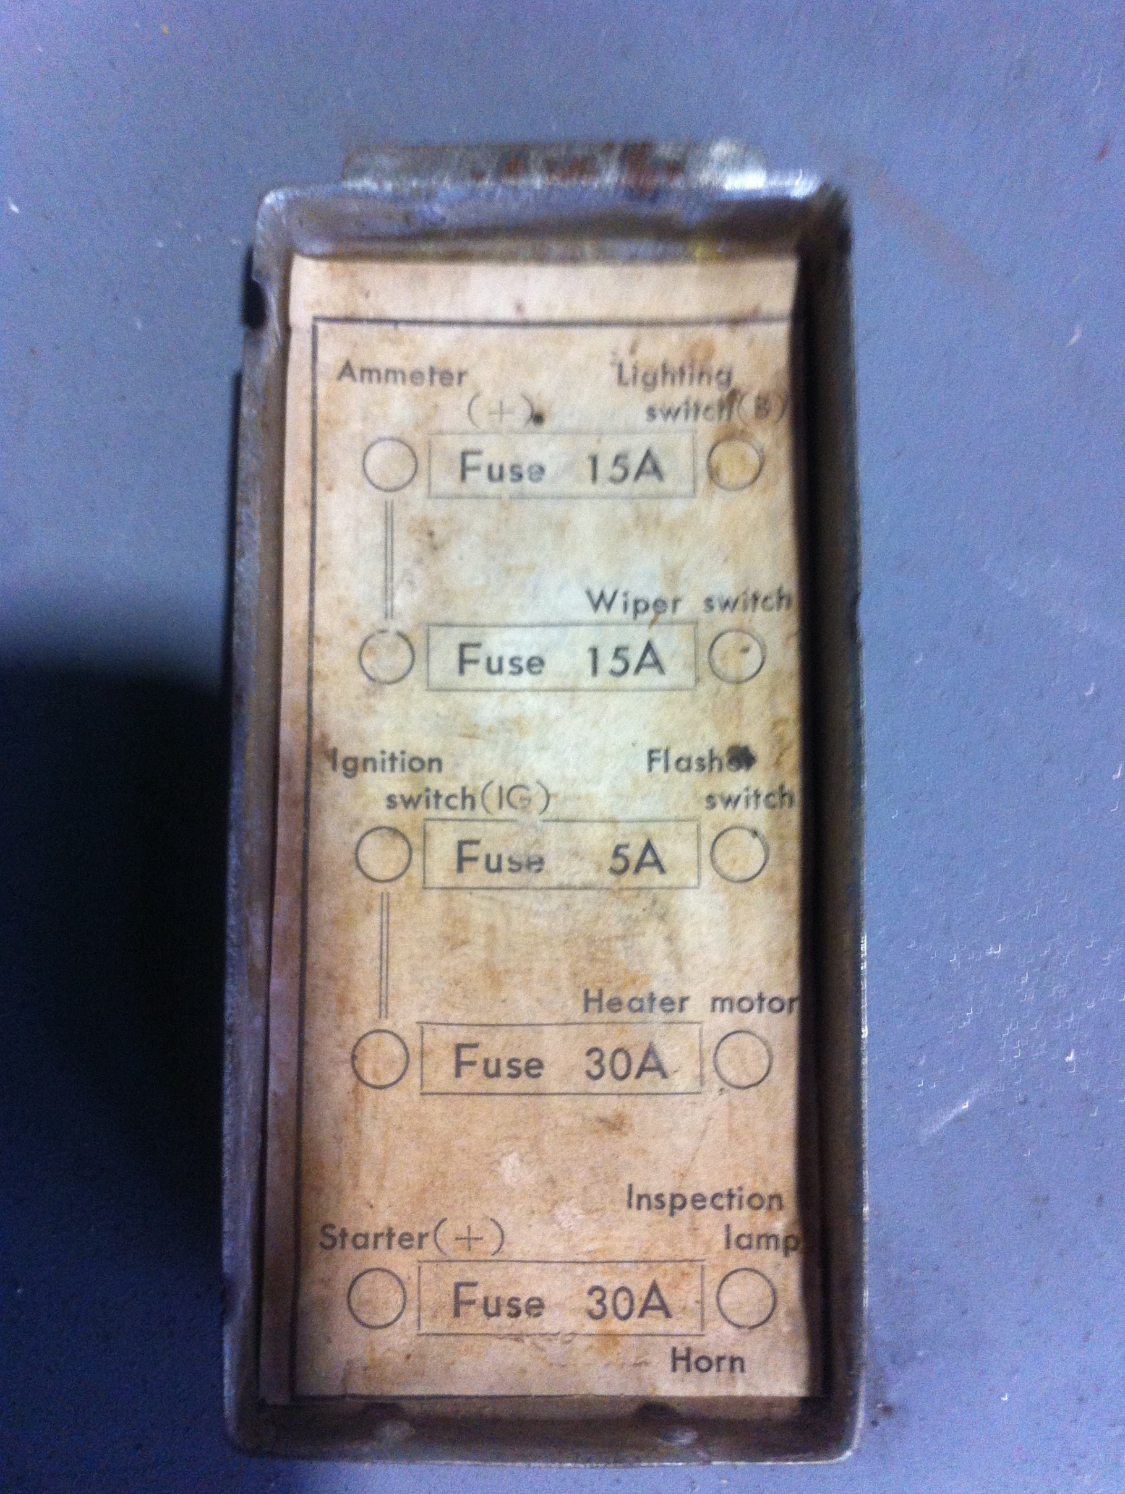 Ammeter Lighting
(+) switch(B)
Fuse 15A
Wiper switch
Fuse 15A
Ignition Flasher
switch(IG) switch
Fuse 5A
Heater motor
Fuse 30A
Inspection
Starter(+) lamp
Fuse 30A
Horn